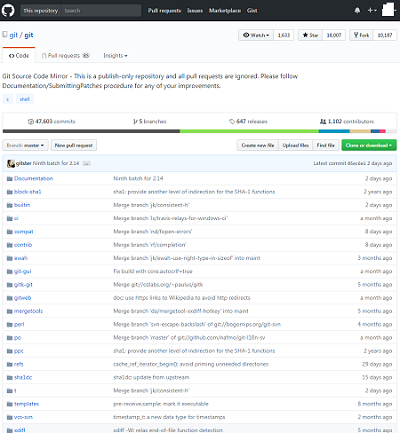 This repository Search Pull requests Issues Marketplace Gist
git / git Watch 1,633 Star 18,007 Fork 10,187
Code Pull requests 85 Insights
Git Source Code Mirror - This is a publish-only repository and all pull requests are ignored. Please follow
Documentation/SubmittingPatches procedure for any of your improvements.
c shell
47,603 commits 5 branches 647 releases 1,102 contributors
Branch: master New pull request Create new file Upload files Find file Clone or download
gitster Ninth batch for 2.14 … Latest commit 2 days ago
Documentation Ninth batch for 2.14 2 days ago
block-sha1 sha1: provide another level of indirection for the SHA-1 functions 2 years ago
builtin Merge branch 'jk/consistent-h' 2 days ago
ci Merge branch 'ls/travis-relays-for-windows-ci' a month ago
compat Merge branch 'nd/fopen-errors' 8 days ago
contrib Merge branch 'rf/completion' 8 days ago
ewah Merge branch 'jk/ewah-use-right-type-in-sizeof' into maint 3 months ago
git-gui Fix build with core.autocrlf=true a month ago
gitk-git Merge git://ozlabs.org/~paulus/gitk 5 months ago
gitweb doc: use https links to Wikipedia to avoid http redirects a month ago
mergetools Merge branch 'da/mergetool-xxdiff-hotkey' into maint 5 months ago
perl Merge branch 'svn-escape-backslash' of git://bogomips.org/git-svn 2 months ago
po Merge branch 'master' of git://github.com/nafmo/git-l10n-sv a month ago
ppc sha1: provide another level of indirection for the SHA-1 functions 2 years ago
refs cache_ref_iterator_begin(): avoid priming unneeded directories 29 days ago
sha1dc sha1dc: update from upstream 15 days ago
t Merge branch 'jk/consistent-h' 2 days ago
templates pre-receive.sample: mark it executable 8 months ago
vcs-svn timestamp_t: a new data type for timestamps 2 months ago
xdiff xdiff -W: relax end-of-file function detection 5 months ago